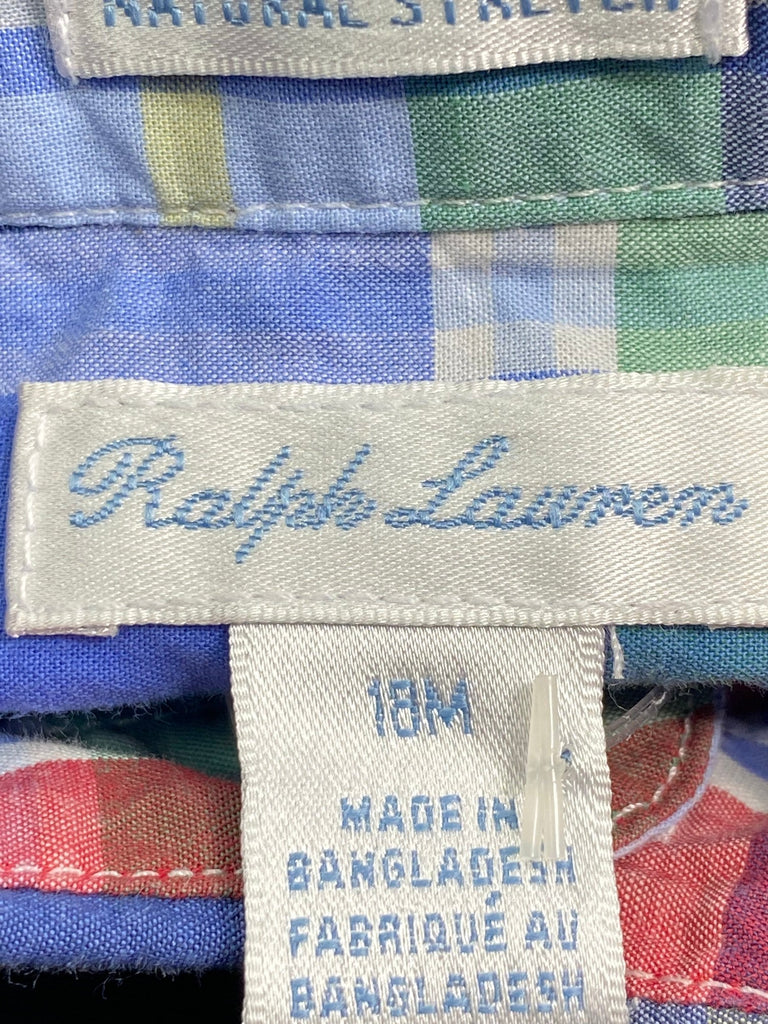 NATURAL STRETCH
Ralph Lauren
18M
MADE IN
BANGLADESH
FABRIQUÉ AU
BANGLADESH